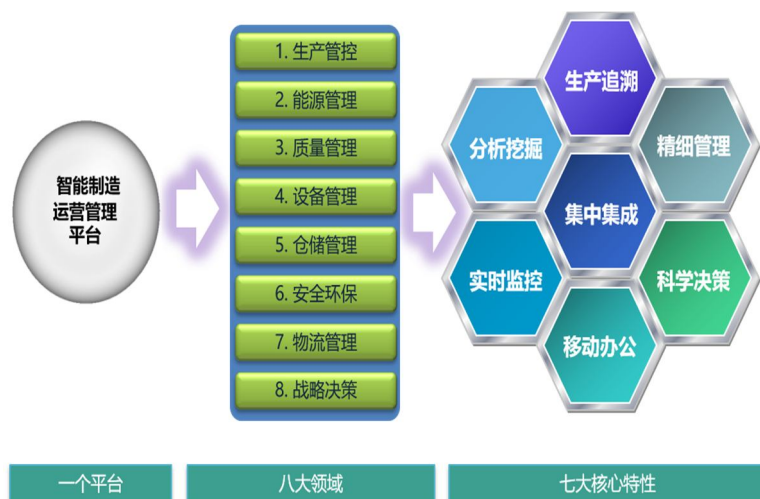 智能制造
运营管理
平台
1. 生产管控
2. 能源管理
3. 质量管理
4. 设备管理
5. 仓储管理
6. 安全环保
7. 物流管理
8. 战略决策
生产追溯
分析挖掘
精细管理
集中集成
实时监控
科学决策
移动办公
一个平台
八大领域
七大核心特性